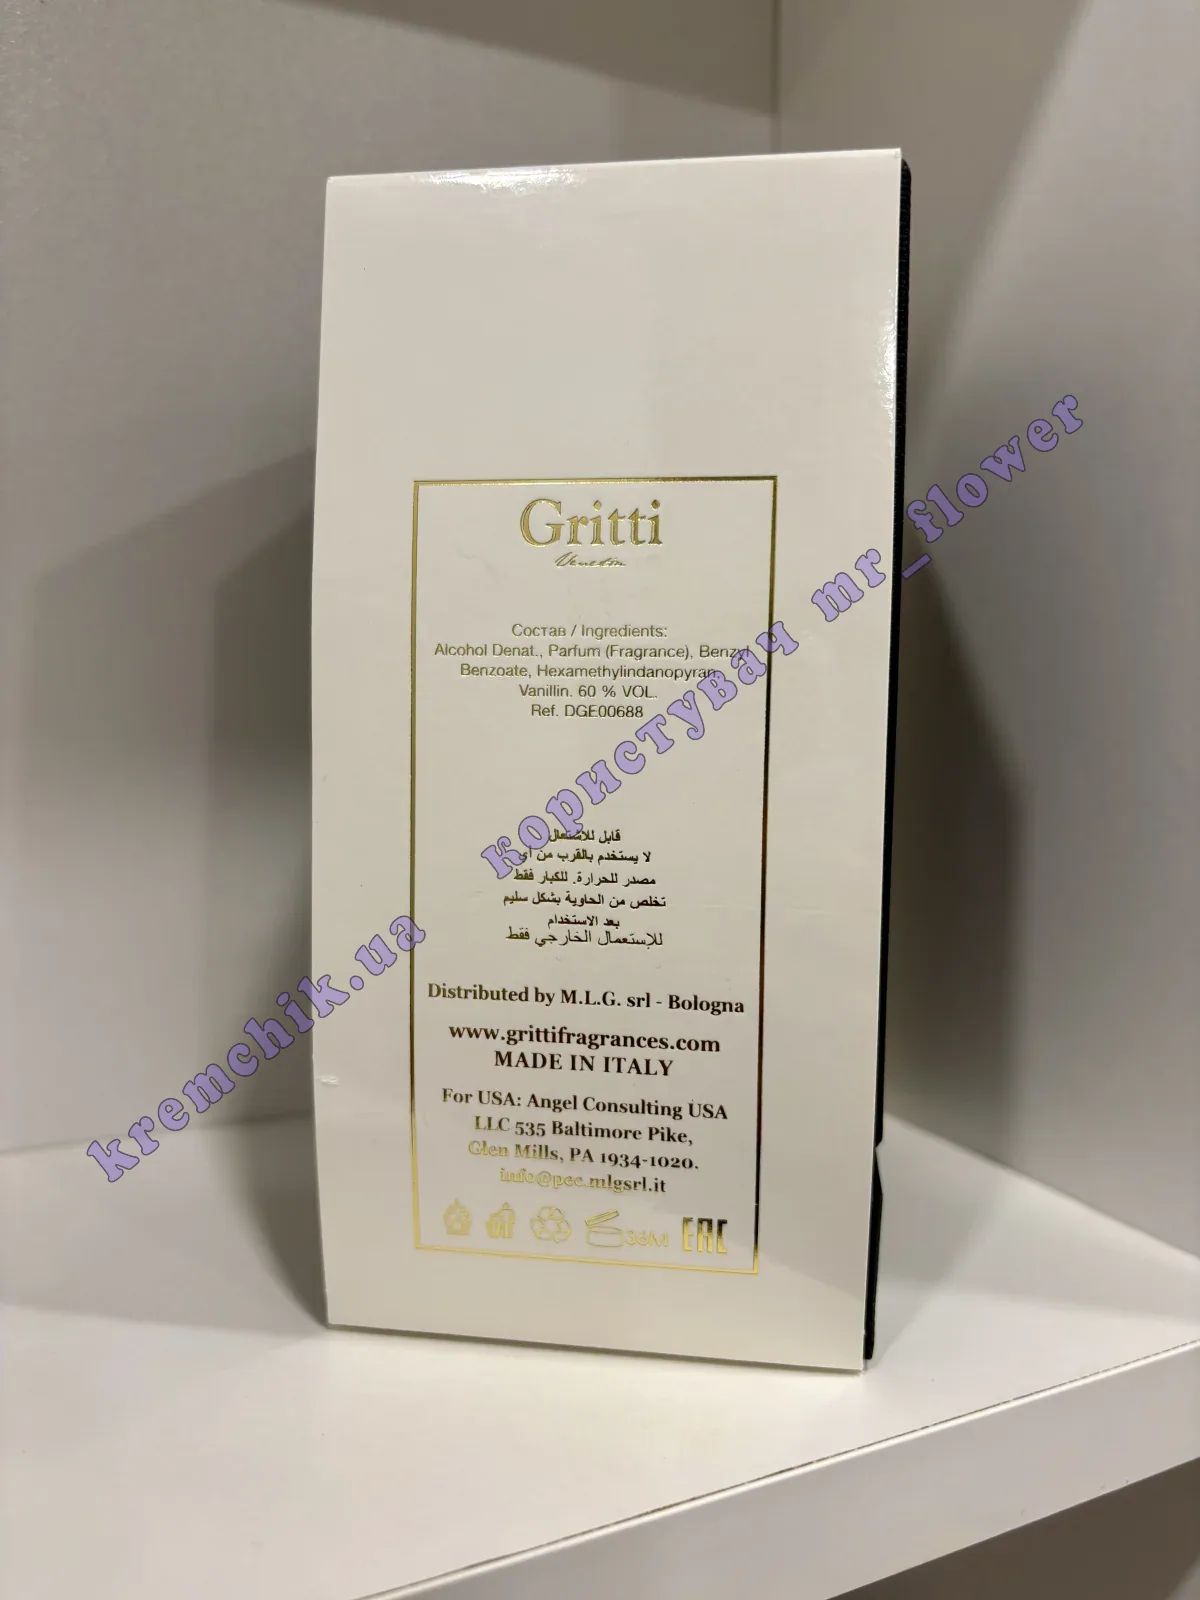 Gritti
Venetia
Состав / Ingredients:
Alcohol Denat., Parfum (Fragrance), Benzyl
Benzoate, Hexamethylindanopyran,
Vanillin. 60 % VOL.
Ref. DGE00688
قابل للاشتعال
لا يستخدم بالقرب من أي
مصدر للحرارة. للكبار فقط
تخلص من الحاوية بشكل سليم
بعد الاستخدام
للإستعمال الخارجي فقط
Distributed by M.L.G. srl - Bologna
www.grittifragrances.com
MADE IN ITALY
For USA: Angel Consulting USA
LLC 535 Baltimore Pike,
Glen Mills, PA 1934-1020.
info@pec.mlgsrl.it
36M EAC
kremchik.ua користувач mr_flower